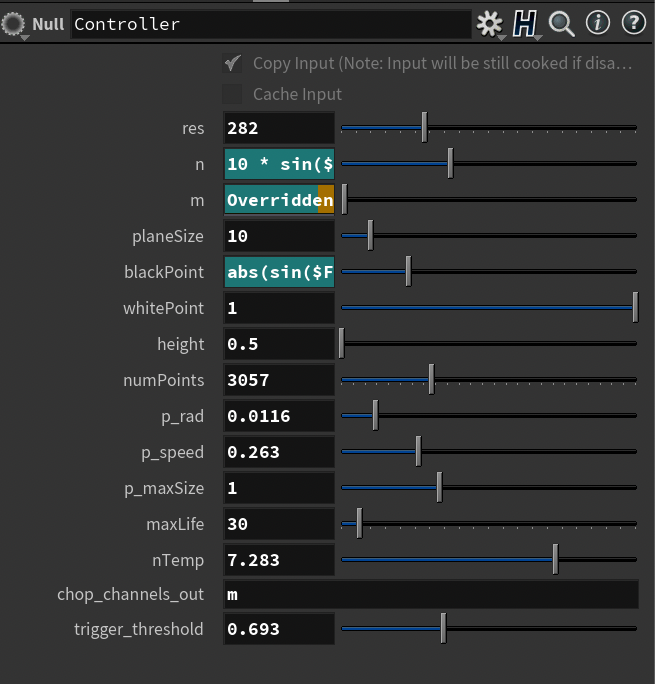 Null Controller
Copy Input (Note: Input will be still cooked if disa…
Cache Input
res 282
n 10 * sin($
m Overridden
planeSize 10
blackPoint abs(sin($F
whitePoint 1
height 0.5
numPoints 3057
p_rad 0.0116
p_speed 0.263
p_maxSize 1
maxLife 30
nTemp 7.283
chop_channels_out m
trigger_threshold 0.693